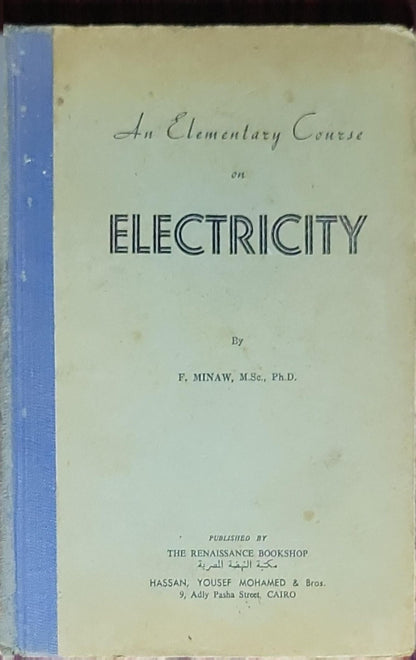 An Elementary Course
on
ELECTRICITY
By
F. MINAW, M.Sc., Ph.D.
PUBLISHED BY
THE RENAISSANCE BOOKSHOP
مكتبة النهضة المصرية
HASSAN, YOUSEF MOHAMED & Bros.
9, Adly Pasha Street, CAIRO